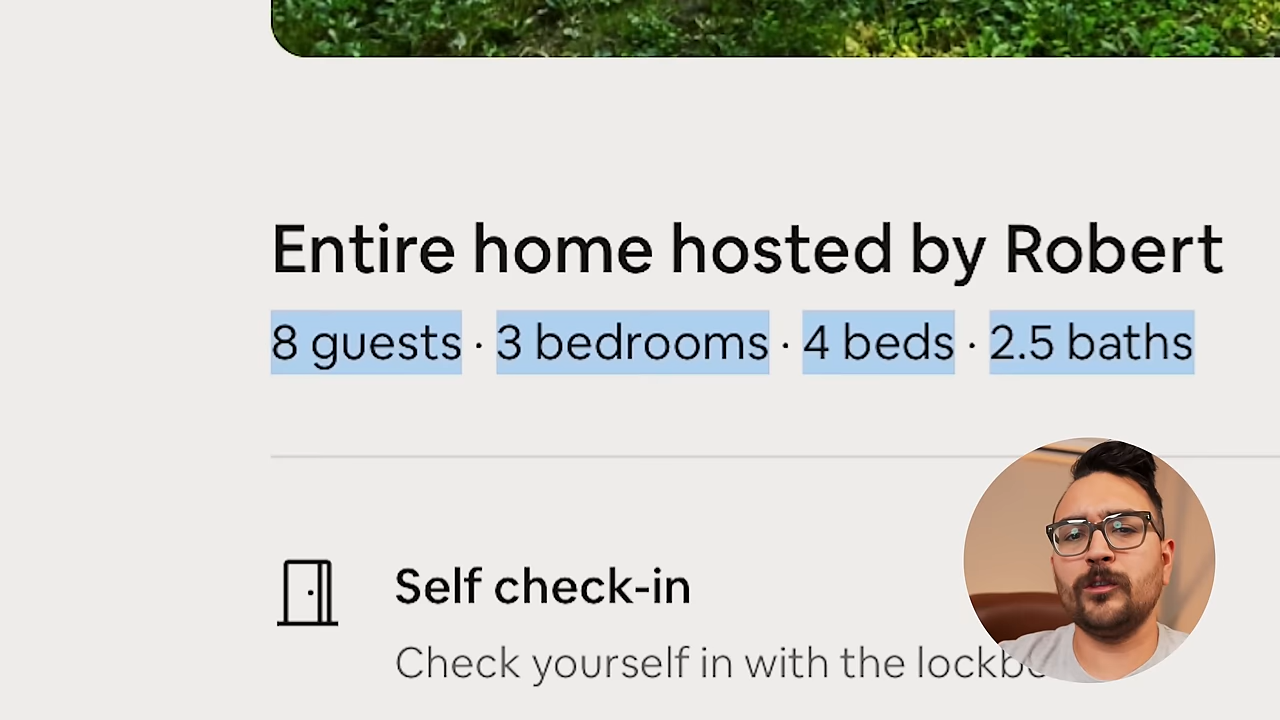 Entire home hosted by Robert
8 guests · 3 bedrooms · 4 beds · 2.5 baths
Self check-in
Check yourself in with the